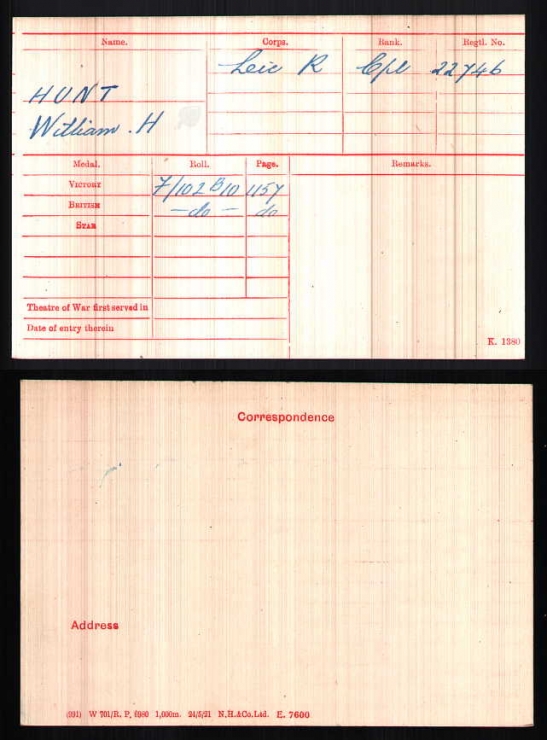 Name. Corps. Rank. Regtl. No.
HUNT Leic R Cpl 22746
William . H
Medal. Roll. Page. Remarks.
VICTORY F/102 B10 1157
BRITISH — do — do
STAR
Theatre of War first served in
Date of entry therein
K. 1380
Correspondence
Address
(991) W 701/R. P. 6980 1,000m. 24/5/21 N.H.&Co.Ltd. E. 7600